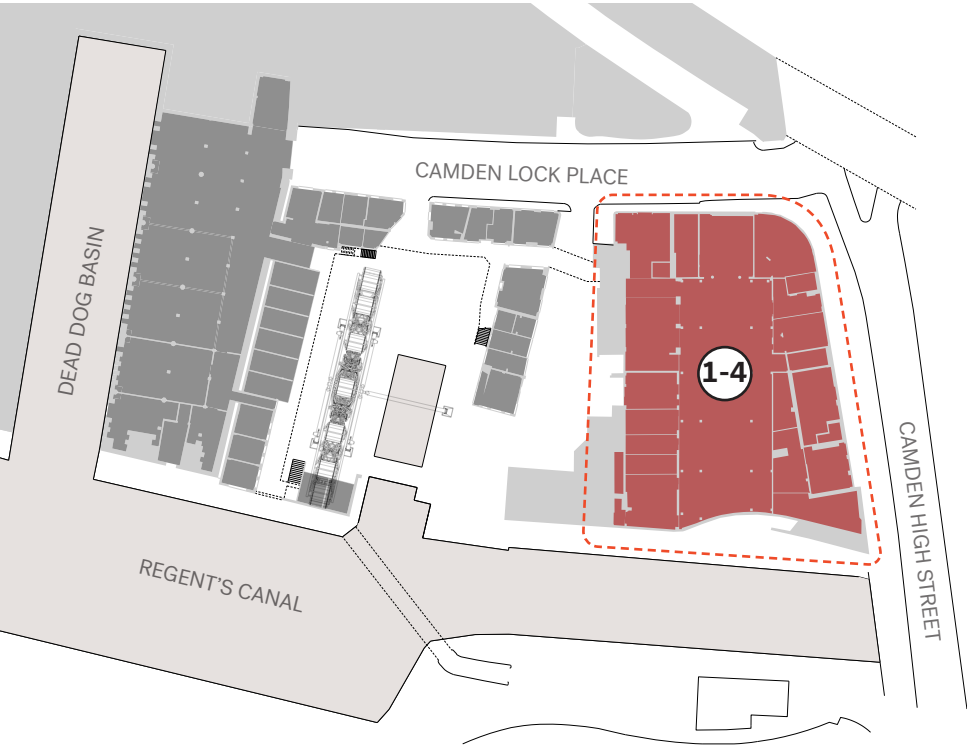 CAMDEN LOCK PLACE
DEAD DOG BASIN
1-4
CAMDEN HIGH STREET
REGENT'S CANAL